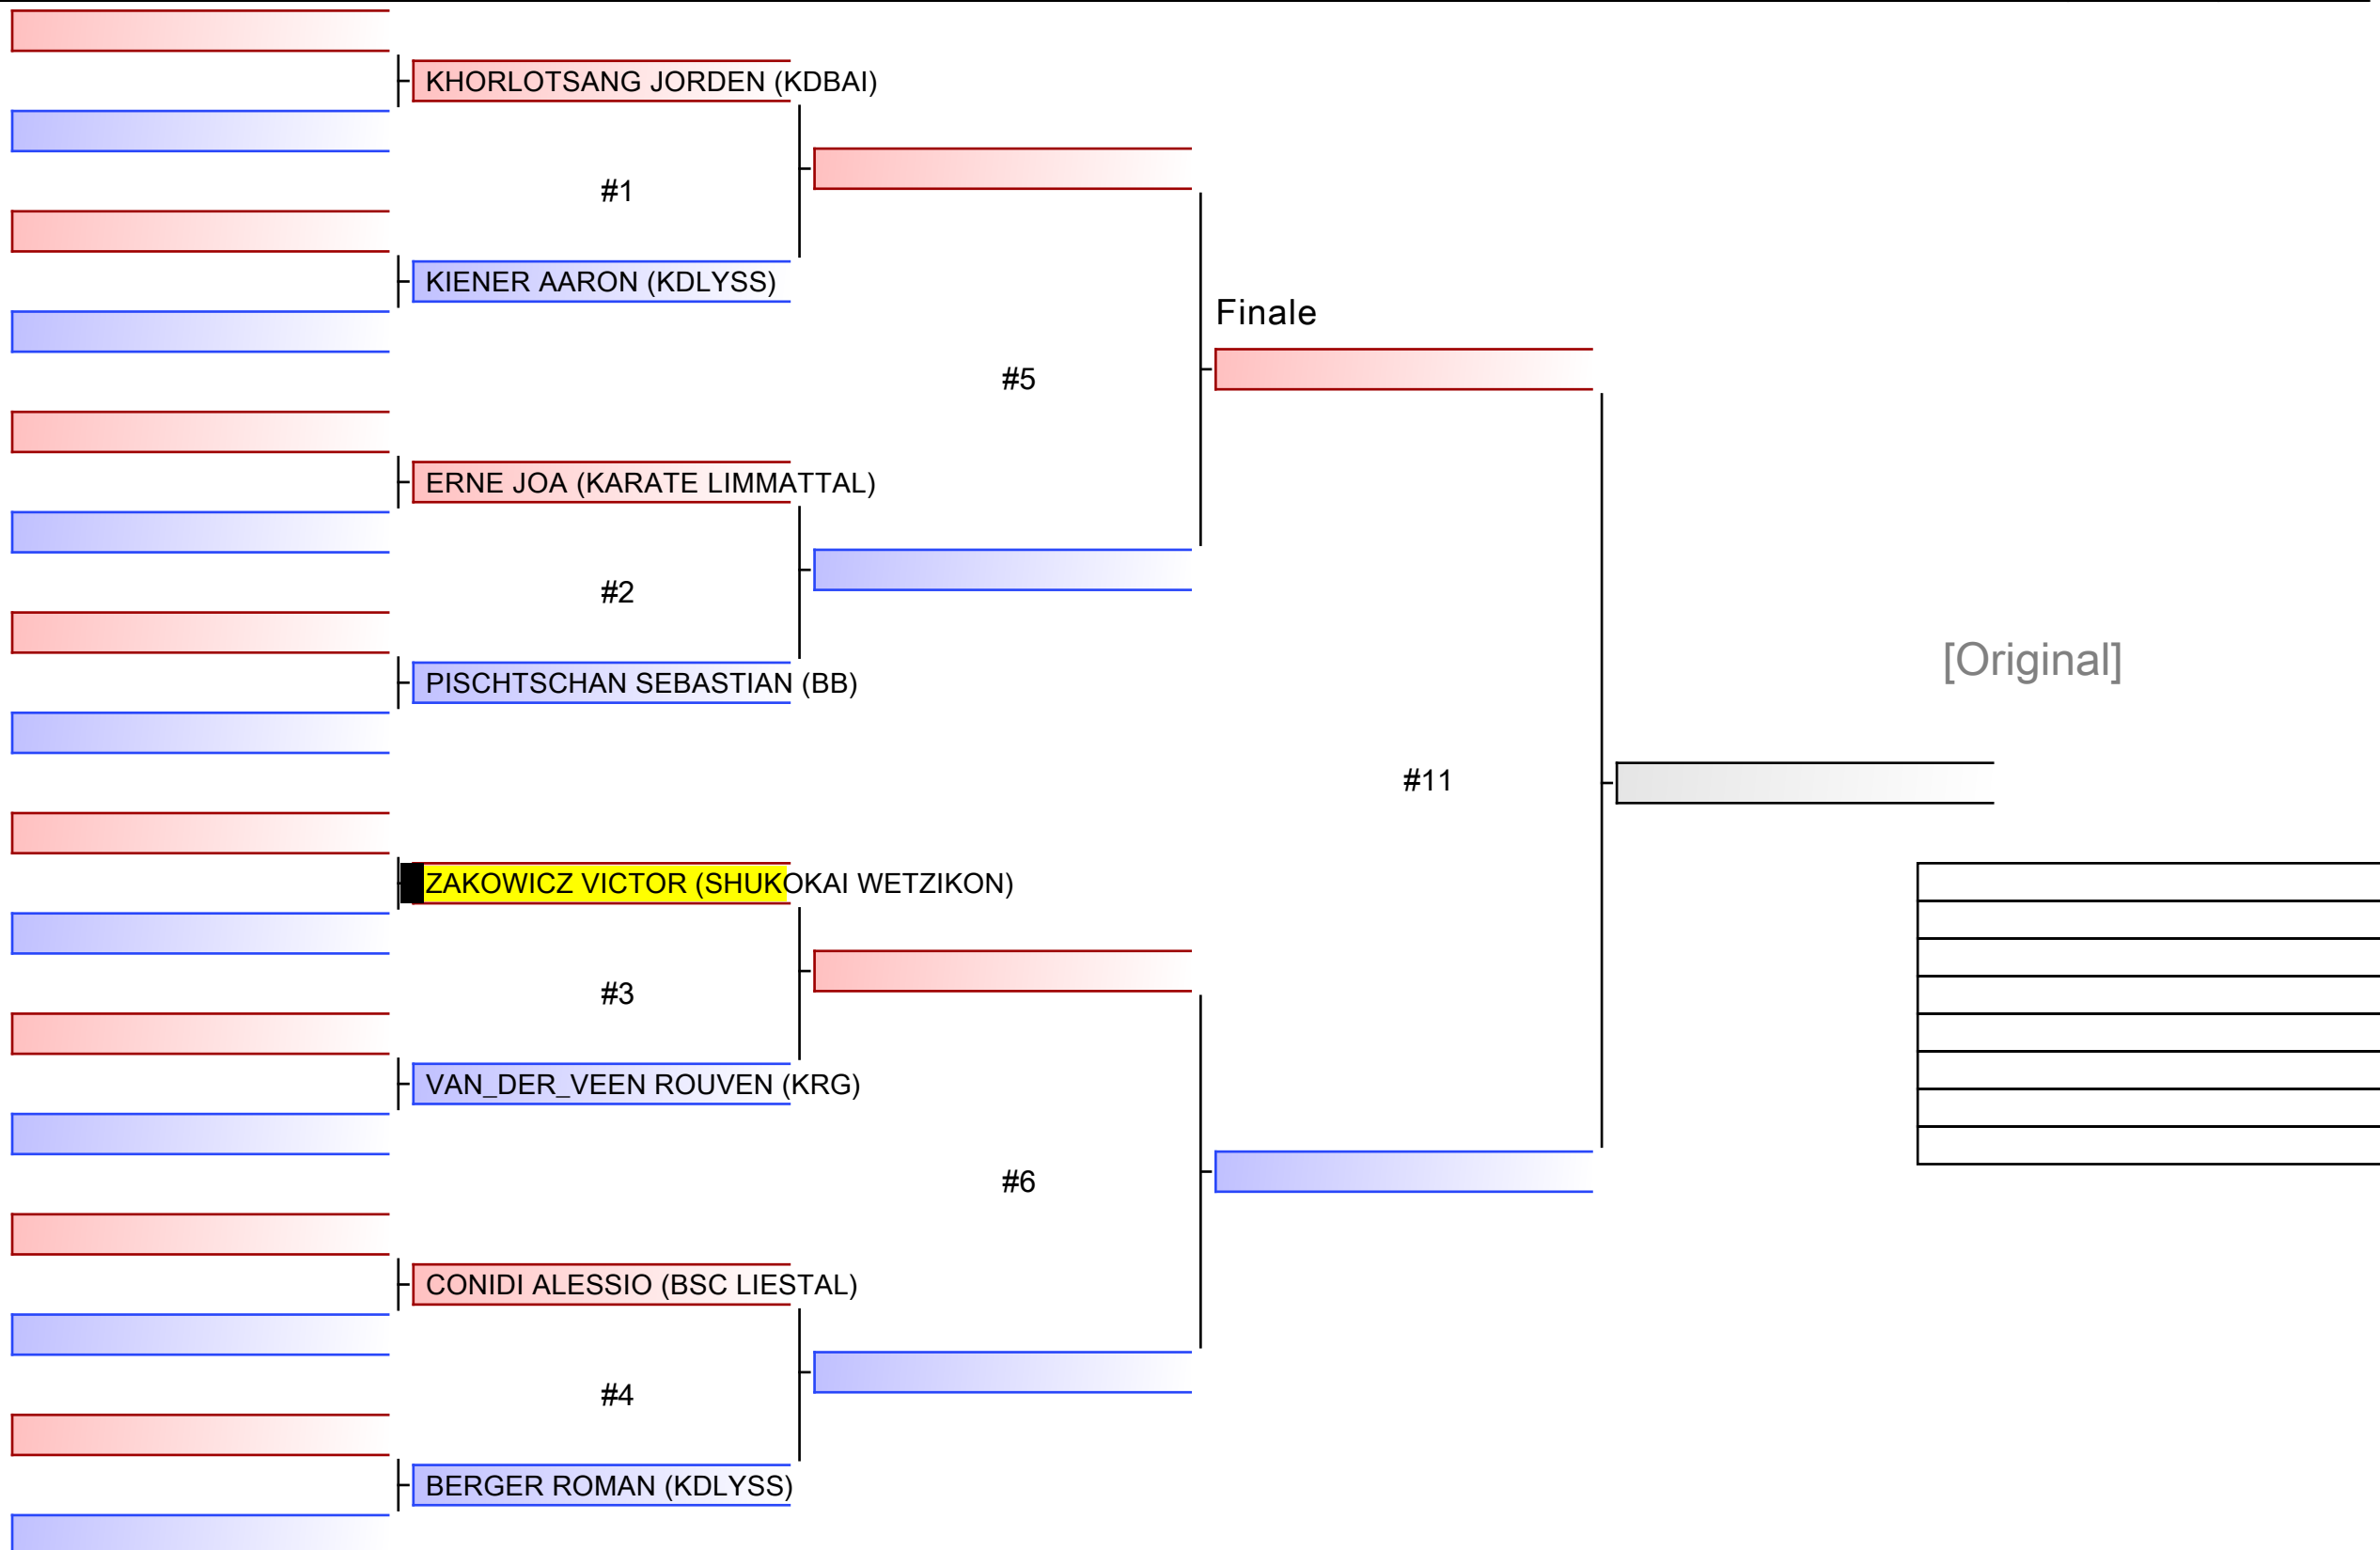 KHORLOTSANG JORDEN (KDBAI)
#1
KIENER AARON (KDLYSS)
Finale
#5
ERNE JOA (KARATE LIMMATTAL)
#2
PISCHTSCHAN SEBASTIAN (BB)
[Original]
#11
ZAKOWICZ VICTOR (SHUKOKAI WETZIKON)
#3
VAN_DER_VEEN ROUVEN (KRG)
#6
CONIDI ALESSIO (BSC LIESTAL)
#4
BERGER ROMAN (KDLYSS)